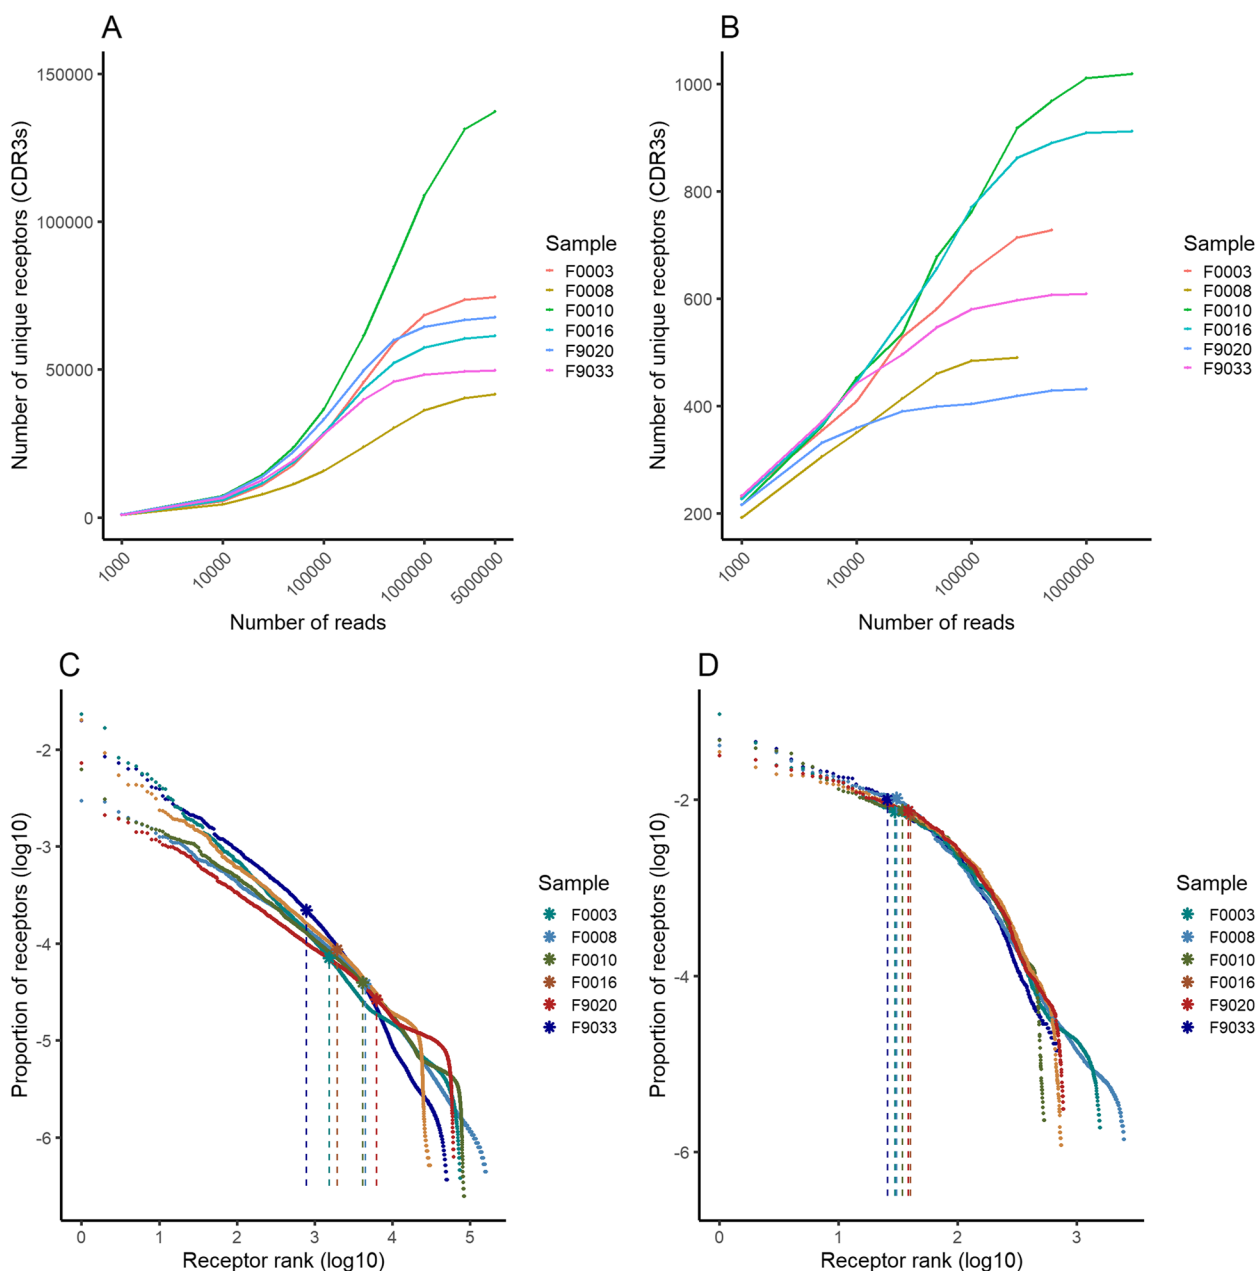 A
Number of unique receptors (CDR3s)
150000
100000
50000
0
1000
10000
100000
1000000
5000000
Number of reads
Sample
F0003
F0008
F0010
F0016
F9020
F9033
B
Number of unique receptors (CDR3s)
1000
800
600
400
200
1000
10000
100000
1000000
Number of reads
Sample
F0003
F0008
F0010
F0016
F9020
F9033
C
Proportion of receptors (log10)
-2
-3
-4
-5
-6
0
1
2
3
4
5
Receptor rank (log10)
Sample
F0003
F0008
F0010
F0016
F9020
F9033
D
Proportion of receptors (log10)
-2
-4
-6
0
1
2
3
Receptor rank (log10)
Sample
F0003
F0008
F0010
F0016
F9020
F9033